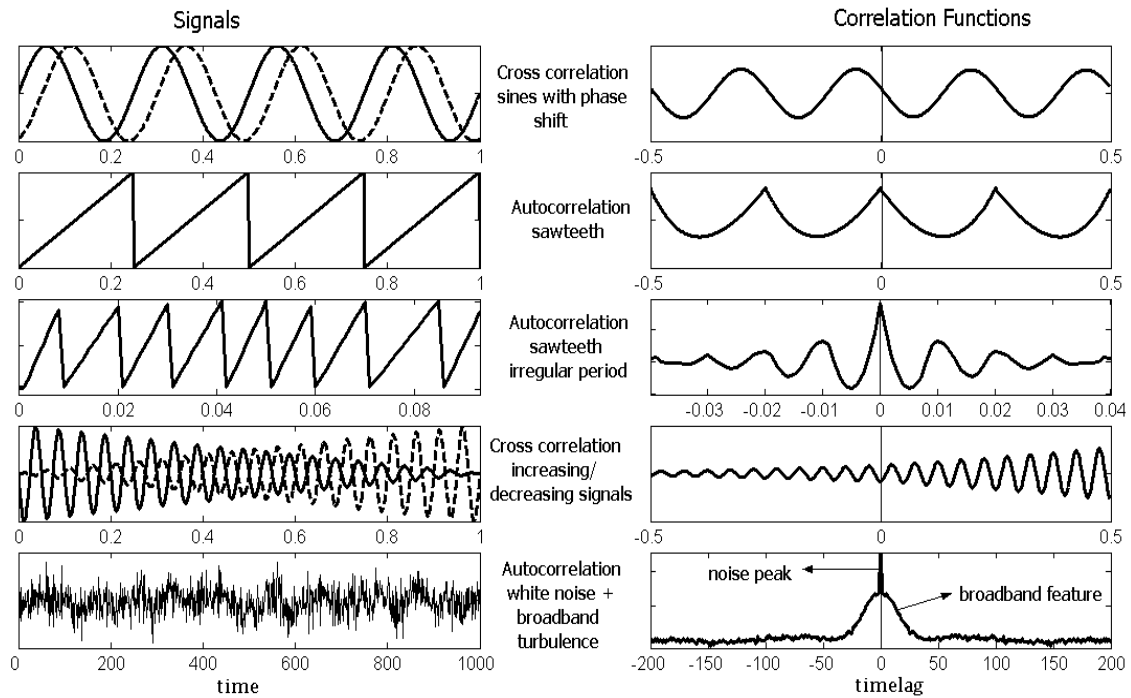 Signals
Correlation Functions
Cross correlation
sines with phase
shift
0
0.2
0.4
0.6
0.8
1
-0.5
0
0.5
Autocorrelation
sawteeth
0
0.2
0.4
0.6
0.8
1
-0.5
0
0.5
Autocorrelation
sawteeth
irregular period
0
0.02
0.04
0.06
0.08
-0.03
-0.02
-0.01
0
0.01
0.02
0.03
0.04
Cross correlation
increasing/
decreasing signals
0
0.2
0.4
0.6
0.8
1
-0.5
0
0.5
Autocorrelation
white noise +
broadband
turbulence
noise peak
broadband feature
0
200
400
600
800
1000
-200
-150
-100
-50
0
50
100
150
200
time
timelag